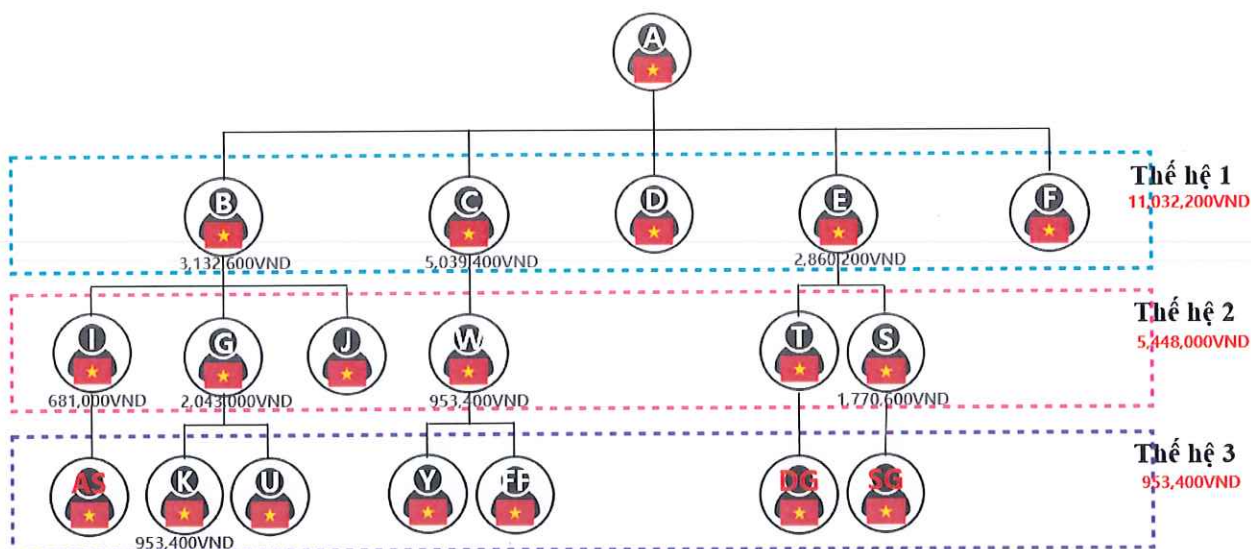 A
B
C
D
E
F
Thế hệ 1
11,032,200VND
3,132,600VND
5,039,400VND
2,860,200VND
I
G
J
W
T
S
Thế hệ 2
5,448,000VND
681,000VND
2,043,000VND
953,400VND
1,770,600VND
AS
K
U
Y
FF
DG
SG
Thế hệ 3
953,400VND
953,400VND